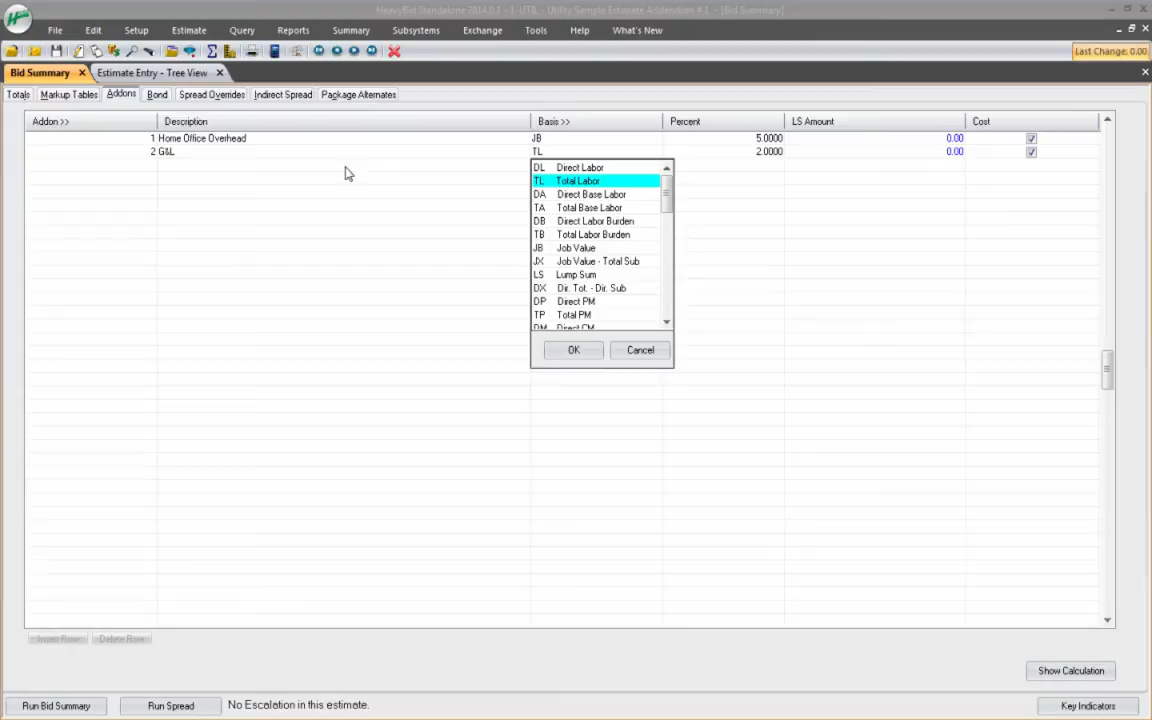 HeavyBid Standalone 2014.0.1 - I-UTIL - Utility Sample Estimate Addendum # 1 - [Bid Summary]
File Edit Setup Estimate Query Reports Summary Subsystems Exchange Tools Help What's New
Last Change: 0.00
Bid Summary Estimate Entry - Tree View
Totals Markup Tables Addons Bond Spread Overrides Indirect Spread Package Alternates
Addon >> Description Basis >> Percent LS Amount Cost
1 Home Office Overhead JB 5.0000 0.00
2 G&L TL 2.0000 0.00
DL Direct Labor
TL Total Labor
DA Direct Base Labor
TA Total Base Labor
DB Direct Labor Burden
TB Total Labor Burden
JB Job Value
JX Job Value - Total Sub
LS Lump Sum
DX Dir. Tot. - Dir. Sub
DP Direct PM
TP Total PM
DM Direct CM
OK Cancel
Insert Row Delete Row
Show Calculation
Run Bid Summary Run Spread No Escalation in this estimate. Key Indicators